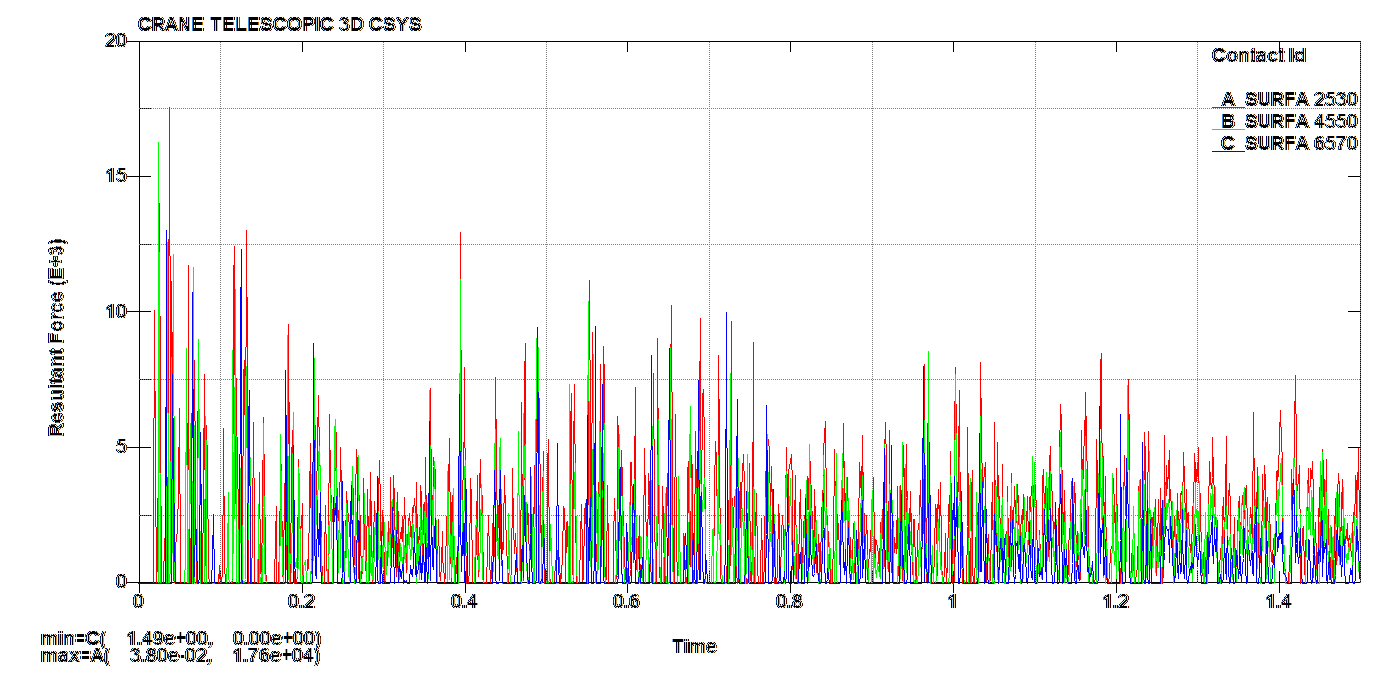 CRANE TELESCOPIC 3D CSYS
20
15
10
5
0
Resultant Force (E+3)
Contact Id
A SURFA 2530
B SURFA 4550
C SURFA 6570
0 0.2 0.4 0.6 0.8 1 1.2 1.4
Time
min=C( 1.49e+00, 0.00e+00)
max=A( 3.80e-02, 1.76e+04)